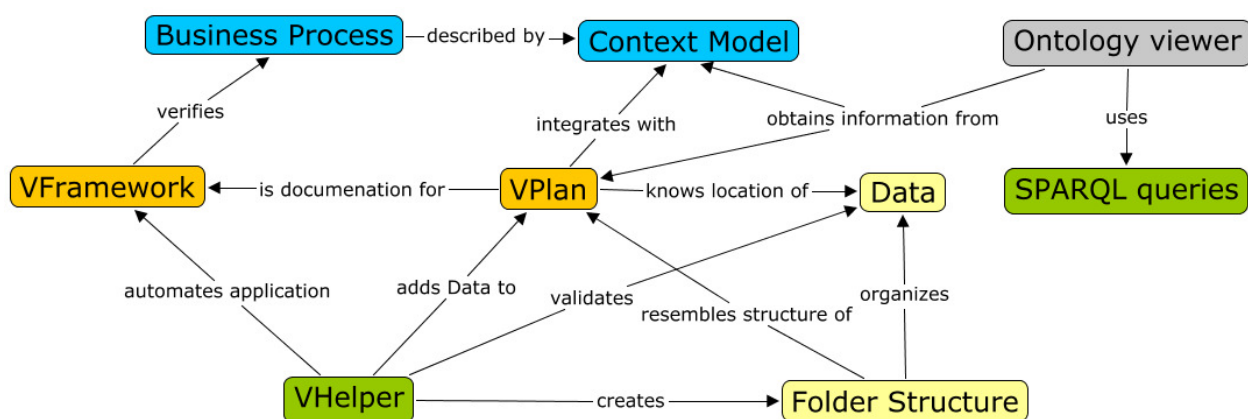 Business Process
described by
Context Model
Ontology viewer
verifies
integrates with
obtains information from
uses
VFramework
is documenation for
VPlan
knows location of
Data
SPARQL queries
automates application
adds Data to
validates
resembles structure of
organizes
VHelper
creates
Folder Structure